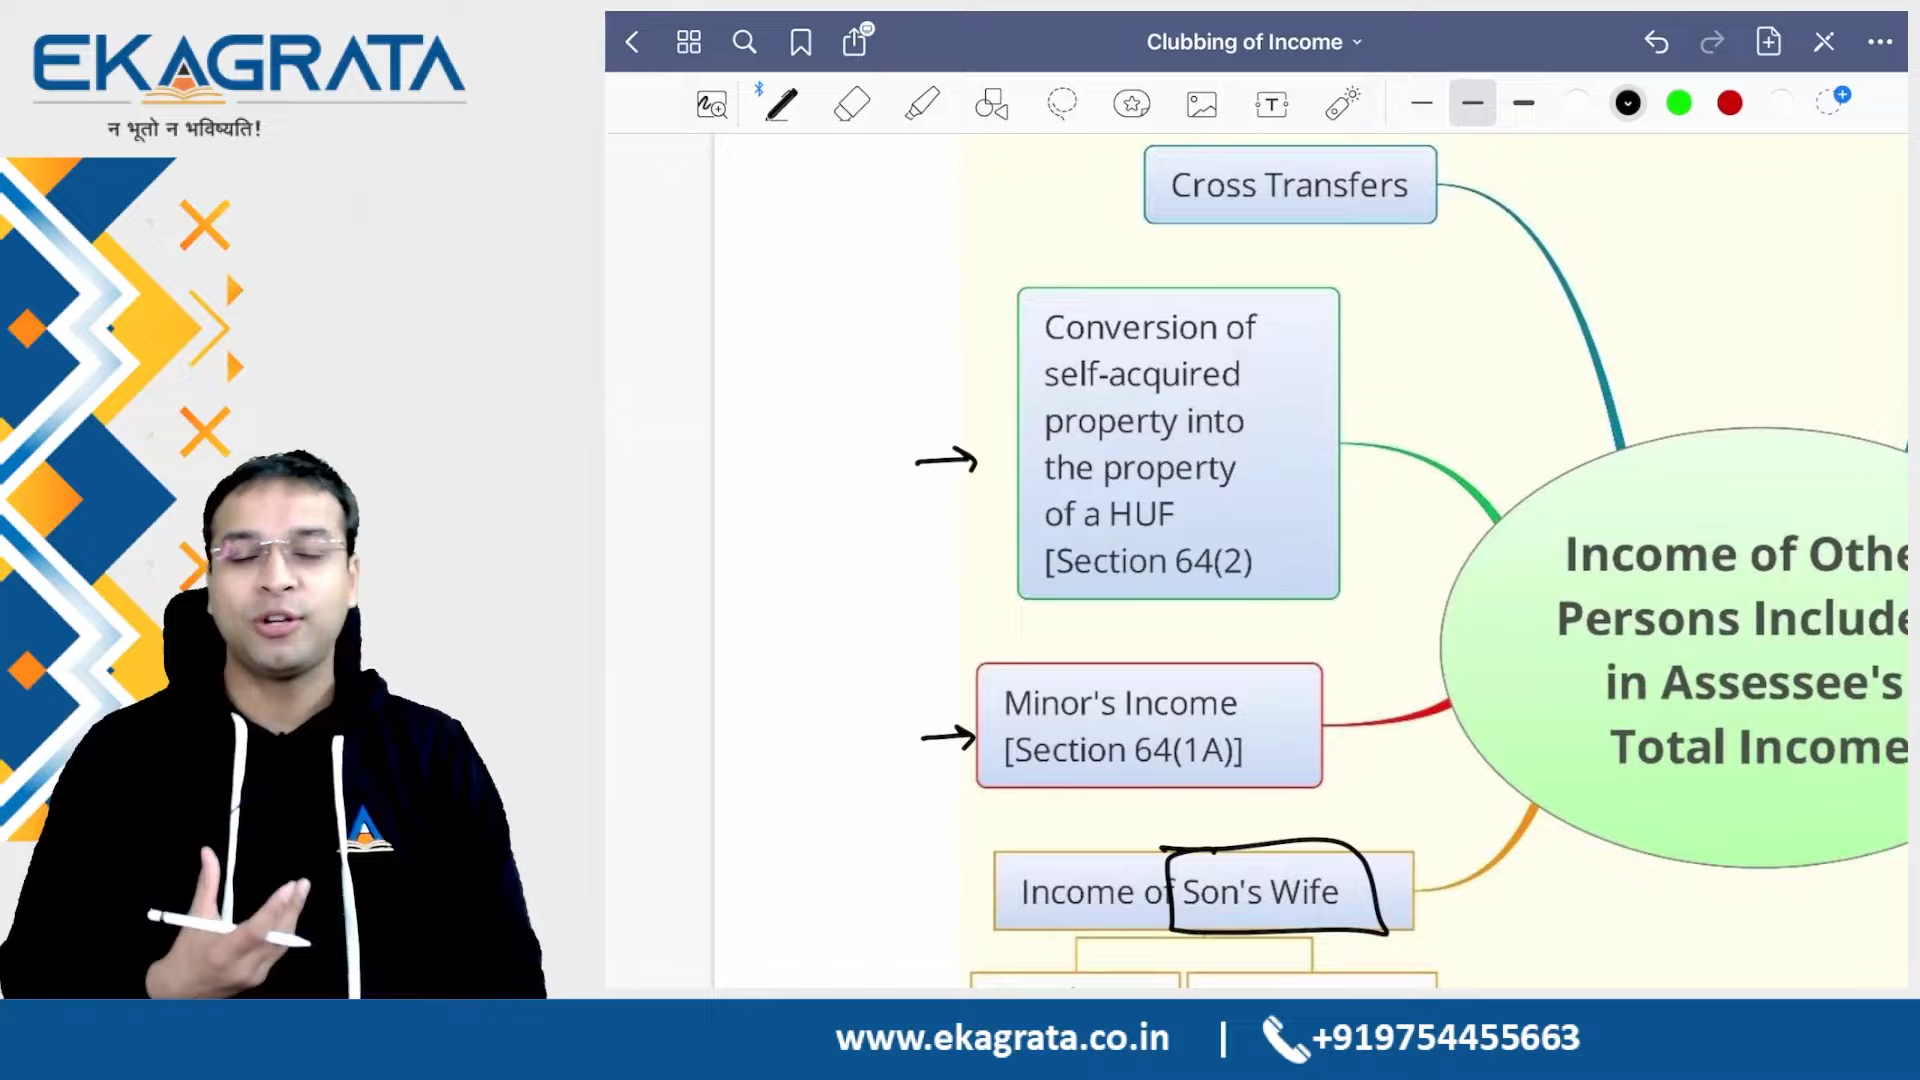 EKAGRATA
न भूतो न भविष्यति!
Clubbing of Income
T
Cross Transfers
Conversion of
self-acquired
property into
the property
of a HUF
[Section 64(2)
Minor's Income
[Section 64(1A)]
Income of Son's Wife
Income of Othe
Persons Include
in Assessee's
Total Income
www.ekagrata.co.in | +919754455663